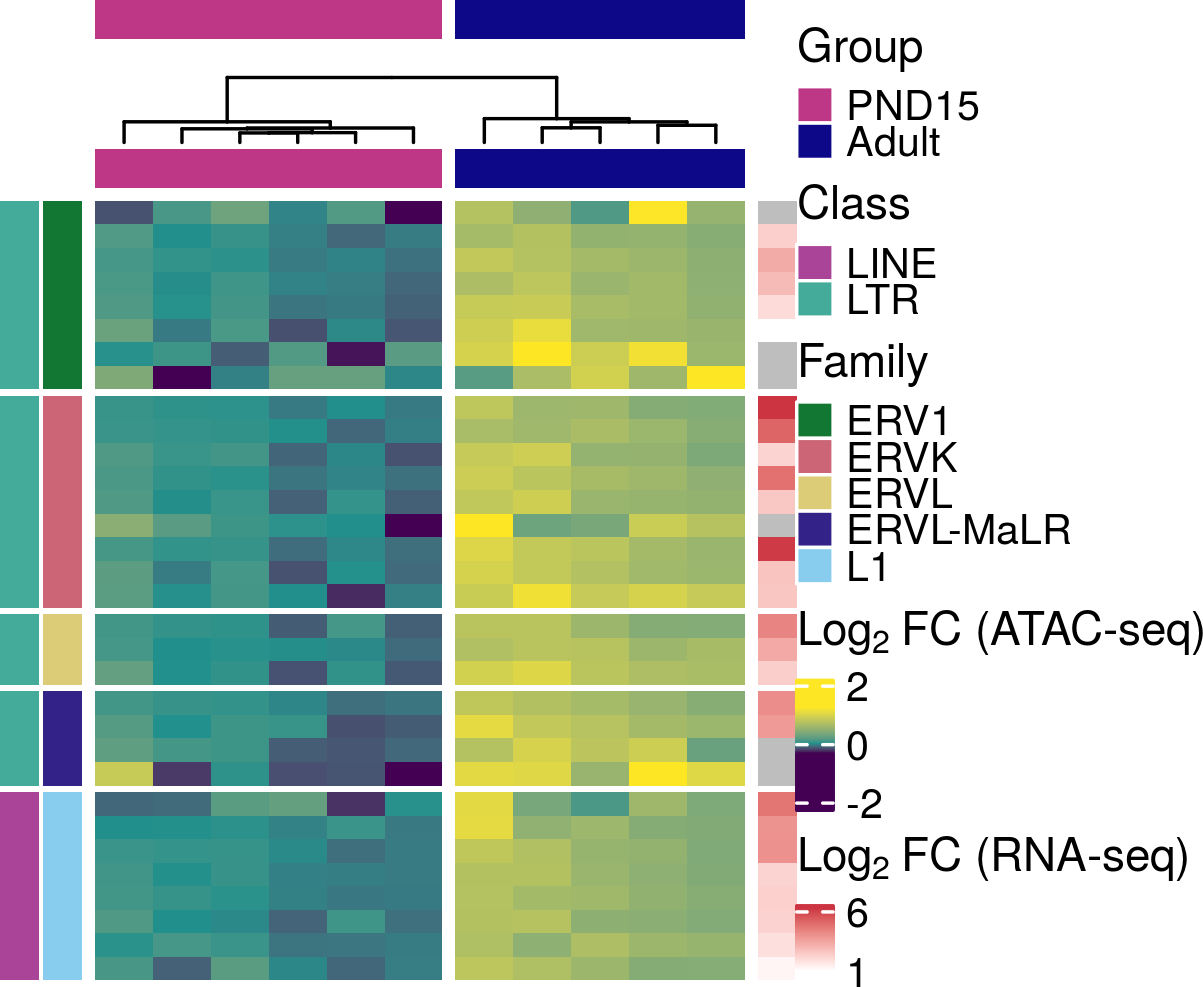 Group
PND15
Adult
Class
LINE
LTR
Family
ERV1
ERVK
ERVL
ERVL-MaLR
L1
Log₂ FC (ATAC-seq)
2
0
-2
Log₂ FC (RNA-seq)
6
1